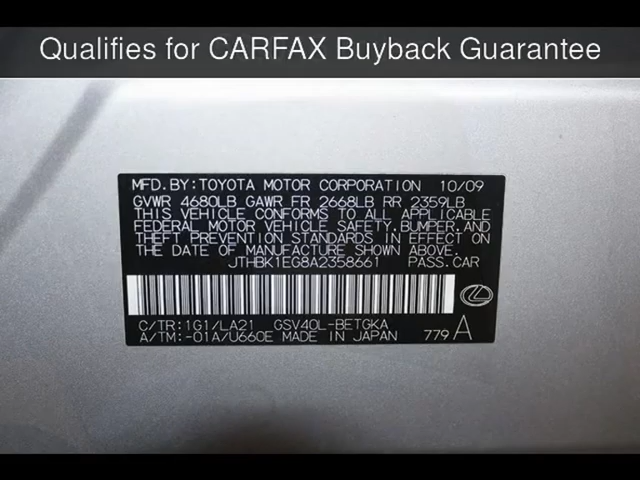 Qualifies for CARFAX Buyback Guarantee
MFD. BY: TOYOTA MOTOR CORPORATION 10/09
GVWR 4680LB GAWR FR 2668LB RR 2359LB
THIS VEHICLE CONFORMS TO ALL APPLICABLE
FEDERAL MOTOR VEHICLE SAFETY, BUMPER, AND
THEFT PREVENTION STANDARDS IN EFFECT ON
THE DATE OF MANUFACTURE SHOWN ABOVE.
JTHBK1EG8A2358661 PASS. CAR
C/TR: 1G1/LA21 GSV40L-BETGKA
A/TM: -01A/U660E MADE IN JAPAN 779 A